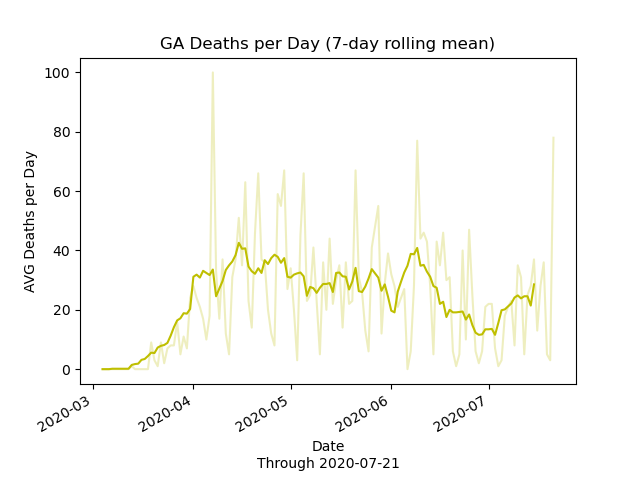 GA Deaths per Day (7-day rolling mean)
AVG Deaths per Day
100
80
60
40
20
0
2020-03
2020-04
2020-05
2020-06
2020-07
Date
Through 2020-07-21